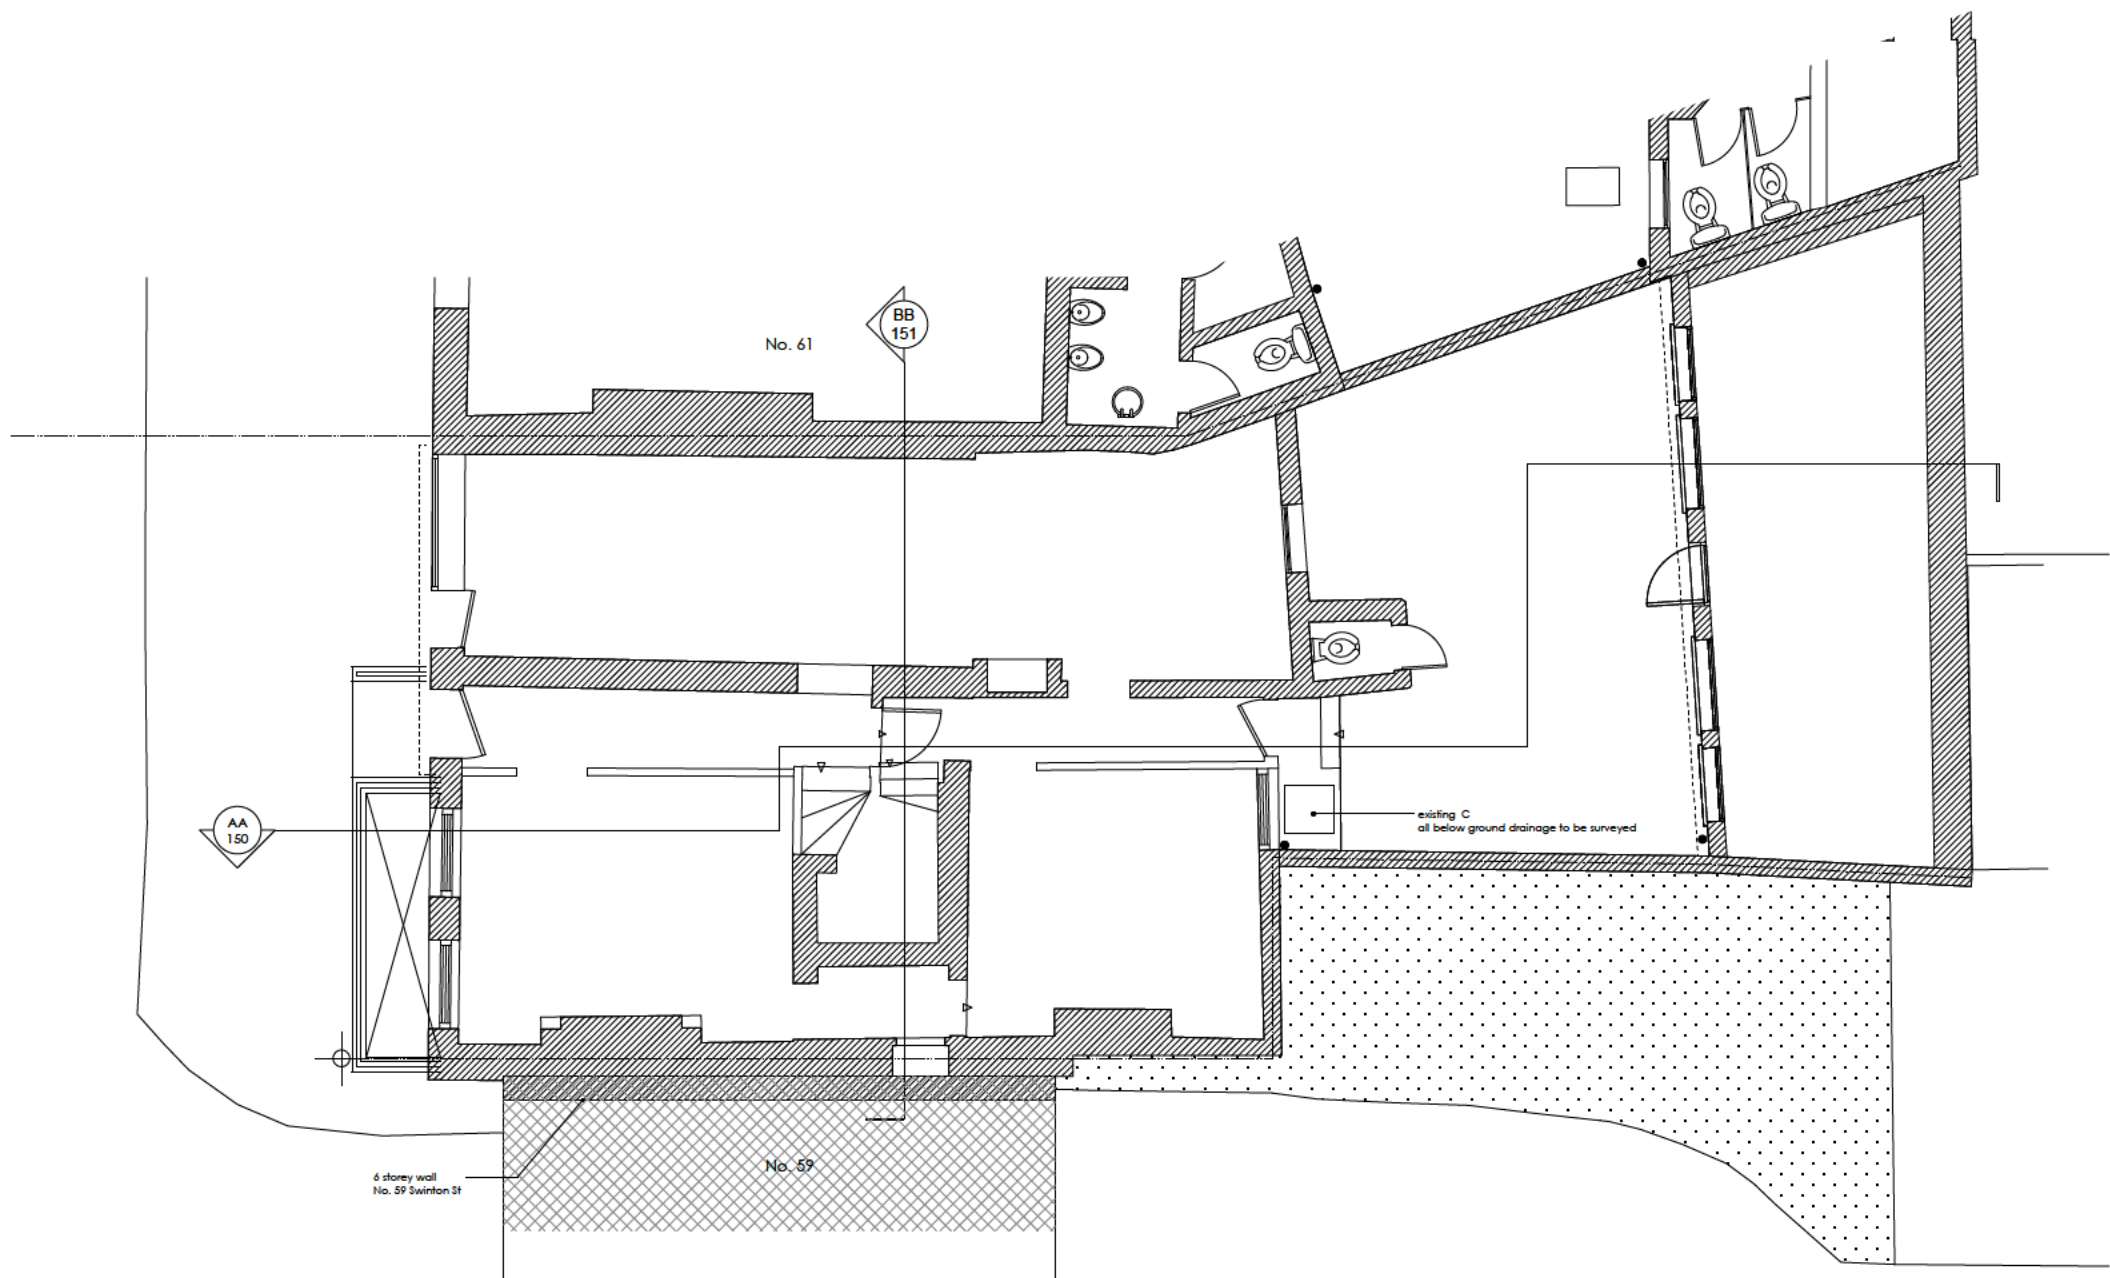 BB
151
No. 61
AA
150
existing C
all below ground drainage to be surveyed
No. 59
6 storey wall
No. 59 Swinton St